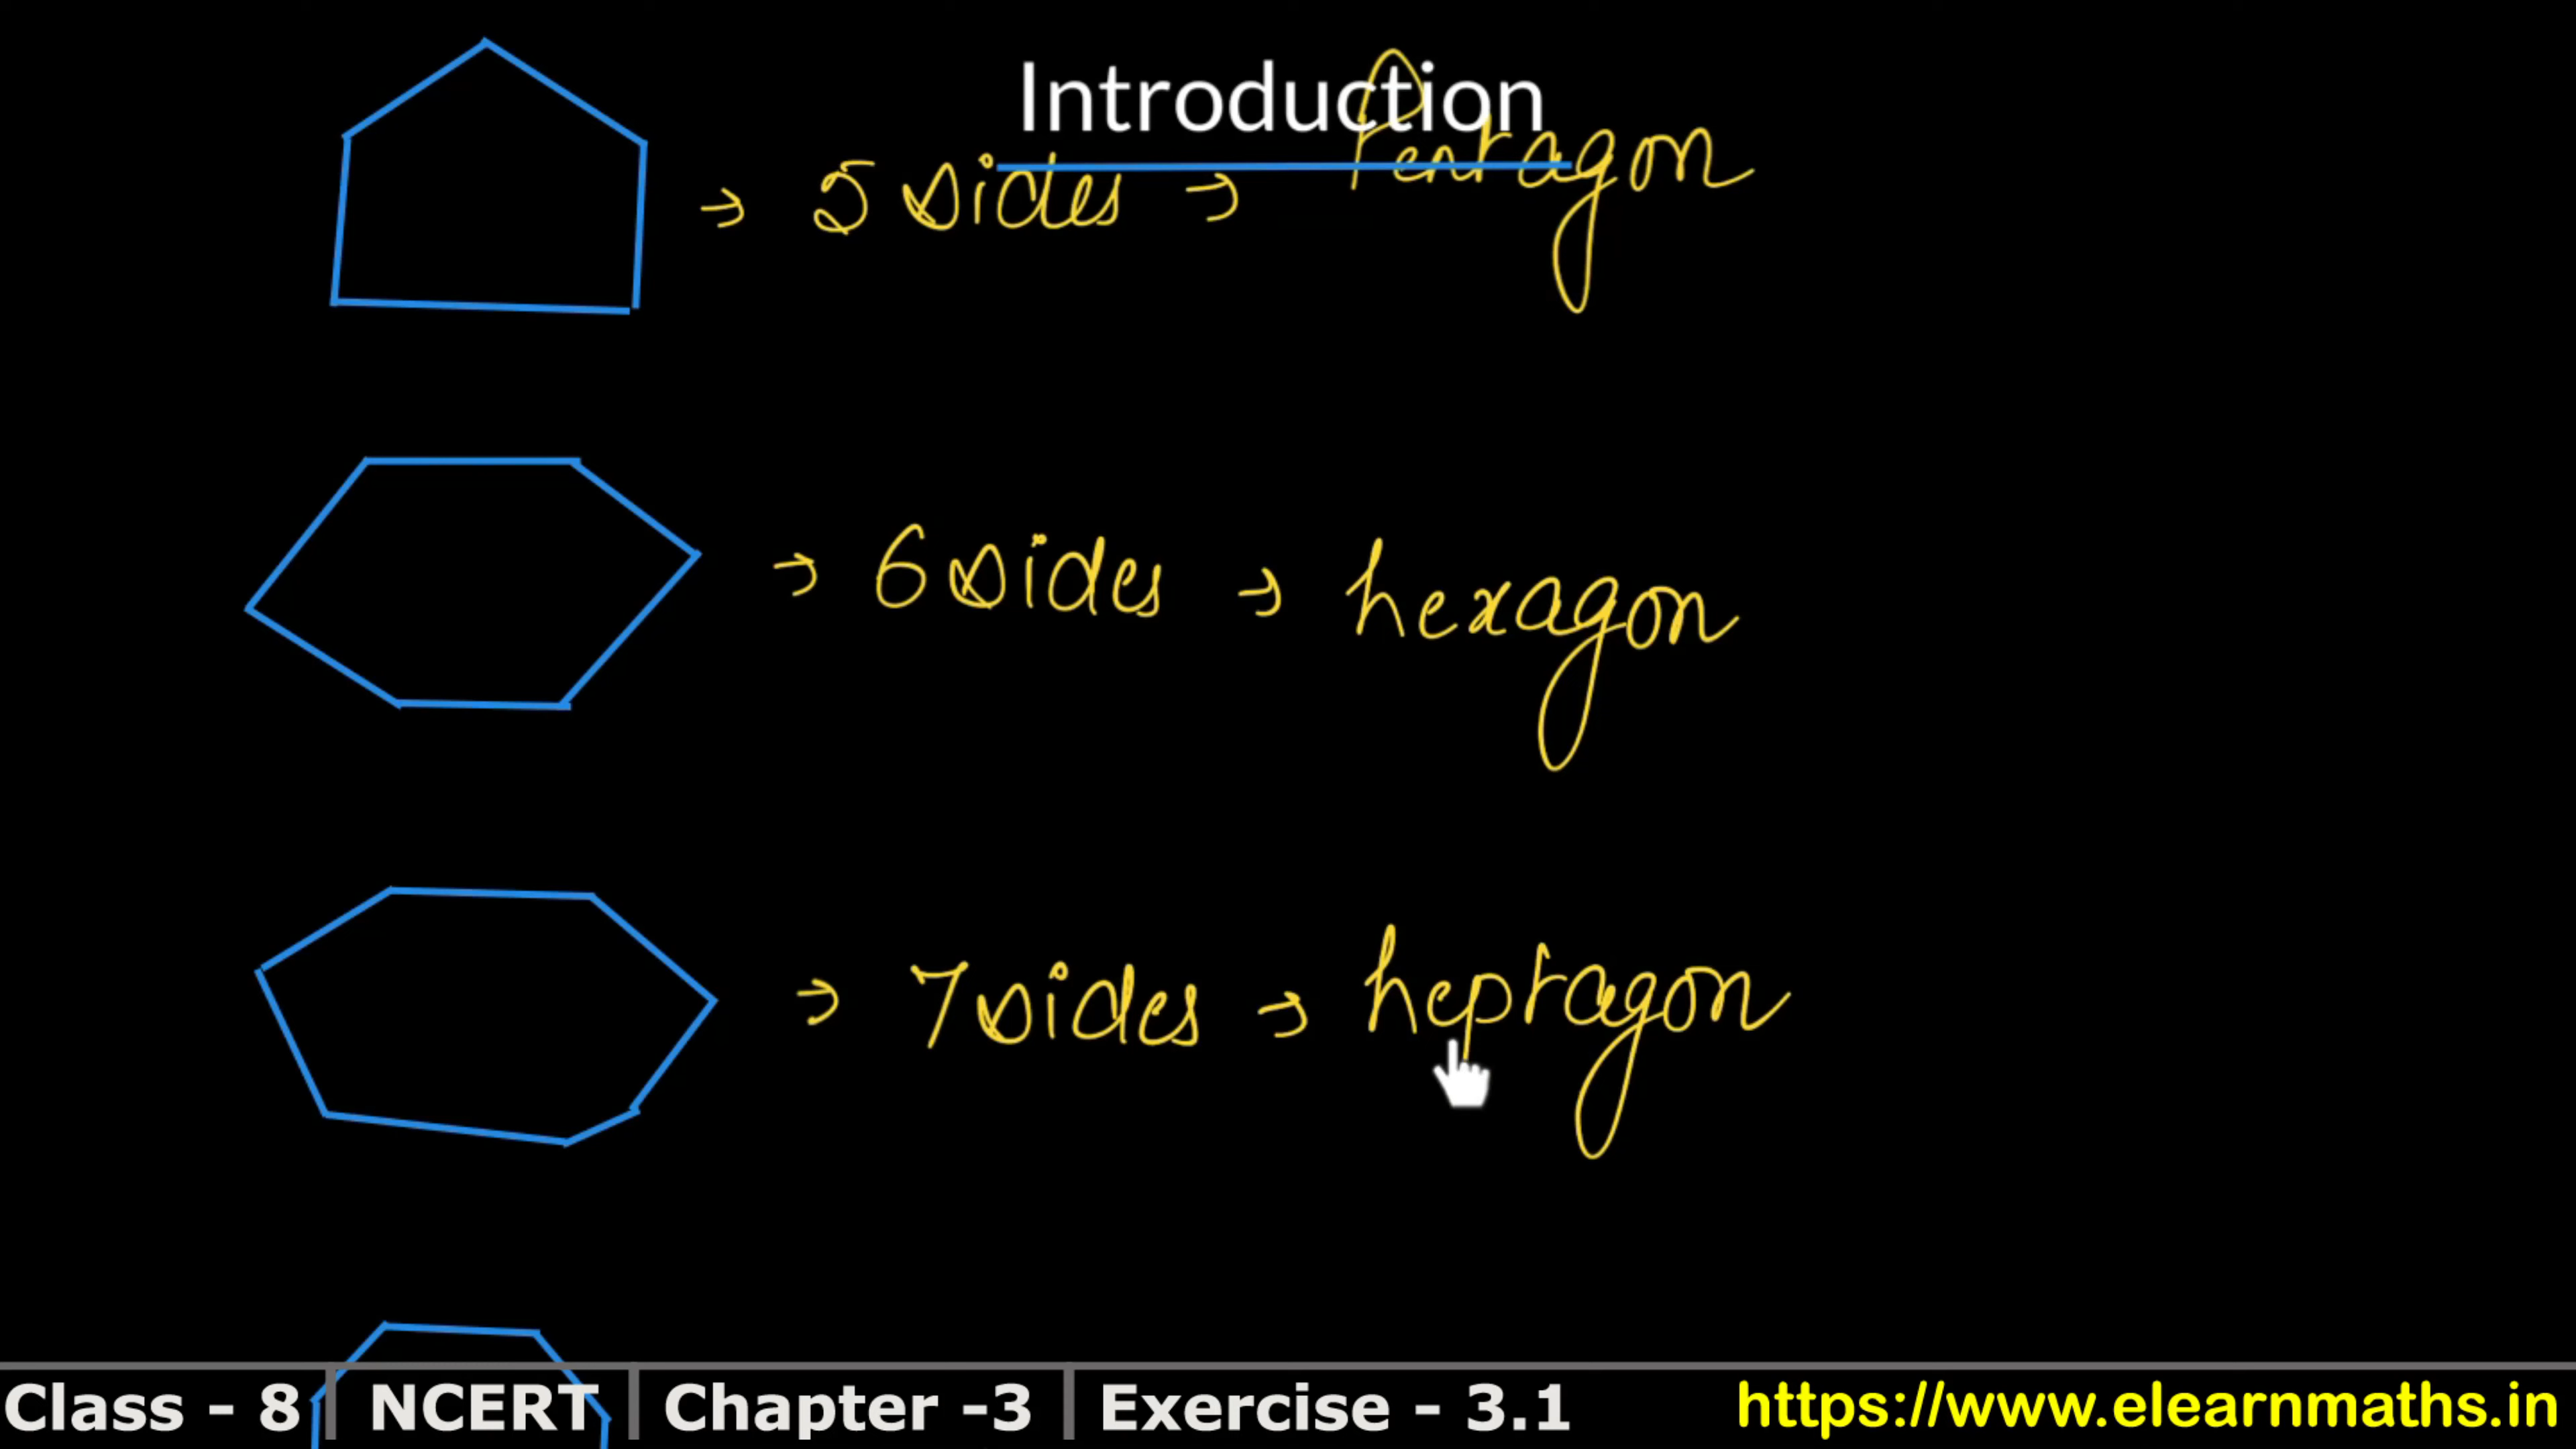 Introduction
→ 5 sides → Pentagon
→ 6 sides → hexagon
→ 7 sides → heptagon
Class - 8 | NCERT | Chapter -3 | Exercise - 3.1 https://www.elearnmaths.in